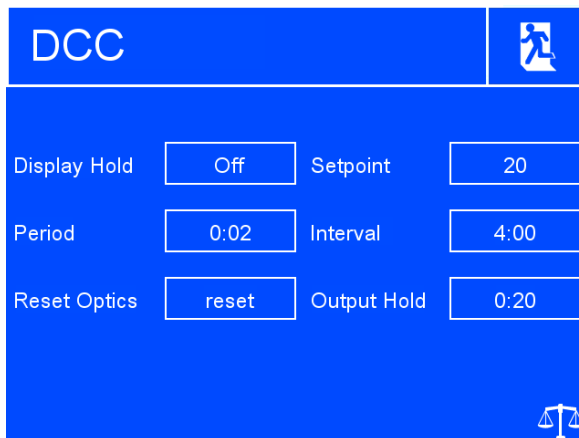 DCC
Display Hold Off Setpoint 20
Period 0:02 Interval 4:00
Reset Optics reset Output Hold 0:20